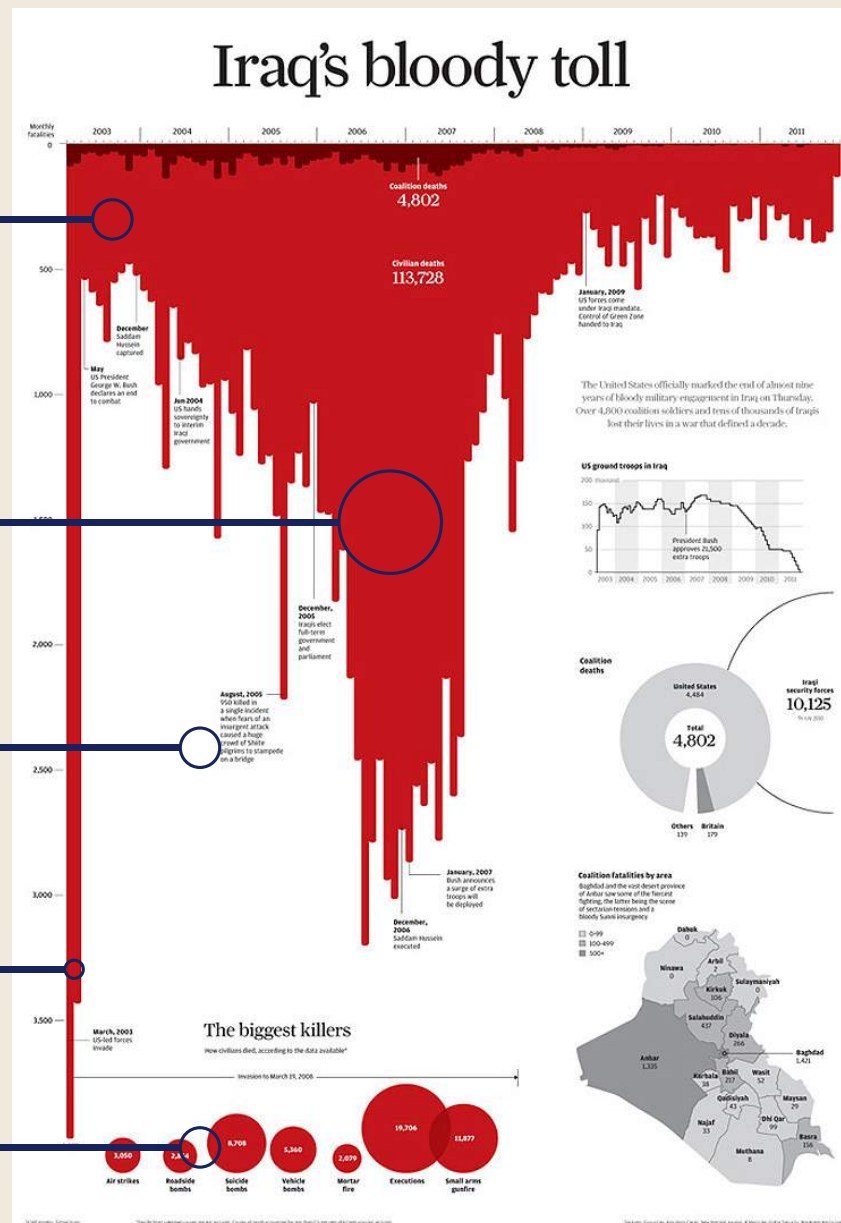 Iraq's bloody toll
Monthly
fatalities
2003 2004 2005 2006 2007 2008 2009 2010 2011
0
500
1,000
2,000
2,500
3,000
3,500
Coalition deaths
4,802
Civilian deaths
113,728
May
US President
George W. Bush
declares an end
to combat
December
Saddam
Hussein
captured
Jun 2004
US hands
sovereignty
to interim
Iraqi
government
August, 2005
950 killed in
a single incident
when fears of an
insurgent attack
caused a huge
crowd of Shiite
pilgrims to stampede
on a bridge
December,
2005
Iraqis elect
full-term
government
and
parliament
December,
2006
Saddam Hussein
executed
January, 2007
Bush announces
a surge of extra
troops will
be deployed
January, 2009
US forces come
under Iraqi mandate.
Control of Green Zone
handed to Iraq
March, 2003
US-led forces
invade
The United States officially marked the end of almost nine
years of bloody military engagement in Iraq on Thursday.
Over 4,800 coalition soldiers and tens of thousands of Iraqis
lost their lives in a war that defined a decade.
US ground troops in Iraq
200 thousand
150
100
50
0
President Bush
approves 21,500
extra troops
2003 2004 2005 2006 2007 2008 2009 2010 2011
Coalition
deaths
United States
4,484
Total
4,802
Others
139
Britain
179
Iraqi
security forces
10,125
Coalition fatalities by area
Baghdad and the vast desert province
of Anbar saw some of the fiercest
fighting, the latter being the scene
of sectarian tensions and a
bloody Sunni insurgency
0-99
100-499
500+
Dahuk
0
Ninawa
0
Arbil
2
Sulaymaniyah
0
Kirkuk
106
Salahuddin
437
Diyala
266
Anbar
1,335
Baghdad
1,421
Karbala
38
Babil
217
Wasit
52
Qadisiyah
43
Maysan
29
Dhi Qar
99
Najaf
33
Basra
156
Muthana
8
The biggest killers
How civilians died, according to the data available*
Invasion to March 19, 2008
3,050
Air strikes
Roadside
bombs
8,708
Suicide
bombs
5,360
Vehicle
bombs
2,079
Mortar
fire
19,706
Executions
11,877
Small arms
gunfire